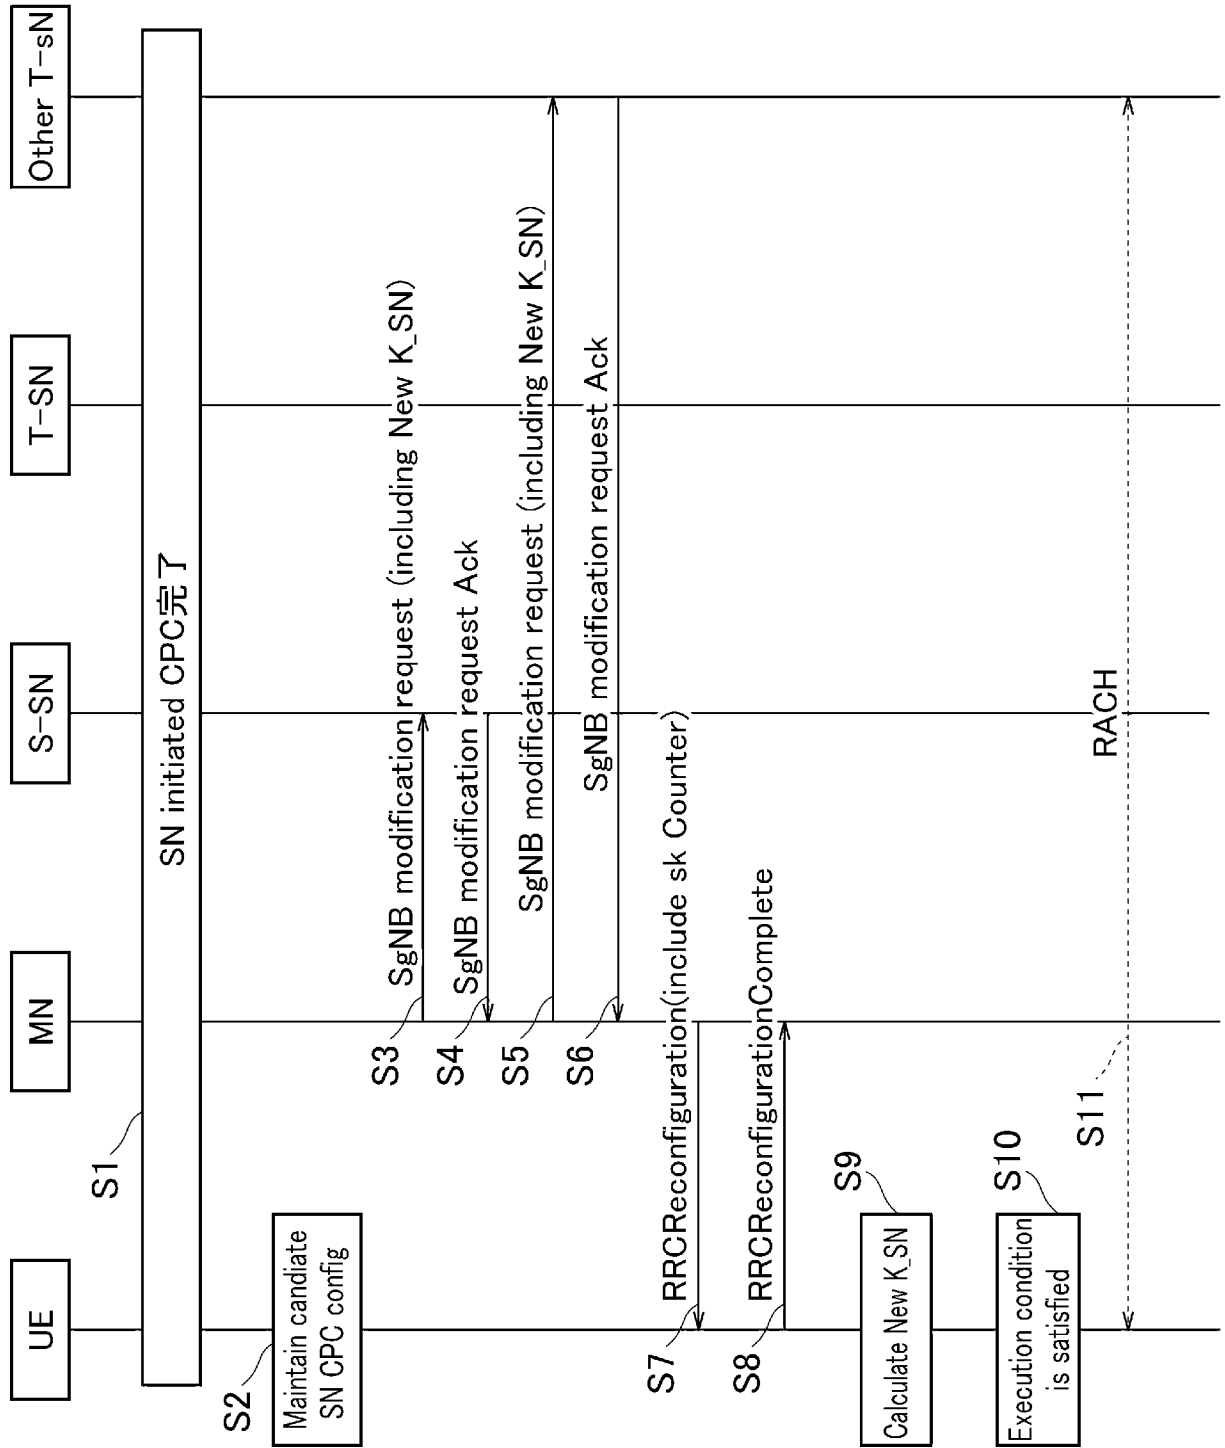 UE
MN
S-SN
T-SN
Other T-sN
S1
SN initiated CPC完了
S2
Maintain candiate
SN CPC config
S3
SgNB modification request (including New K_SN)
S4
SgNB modification request Ack
S5
SgNB modification request (including New K_SN)
S6
SgNB modification request Ack
S7
RRCReconfiguration(include sk Counter)
S8
RRCReconfigurationComplete
S9
Calculate New K_SN
S10
Execution condition
is satisfied
S11
RACH